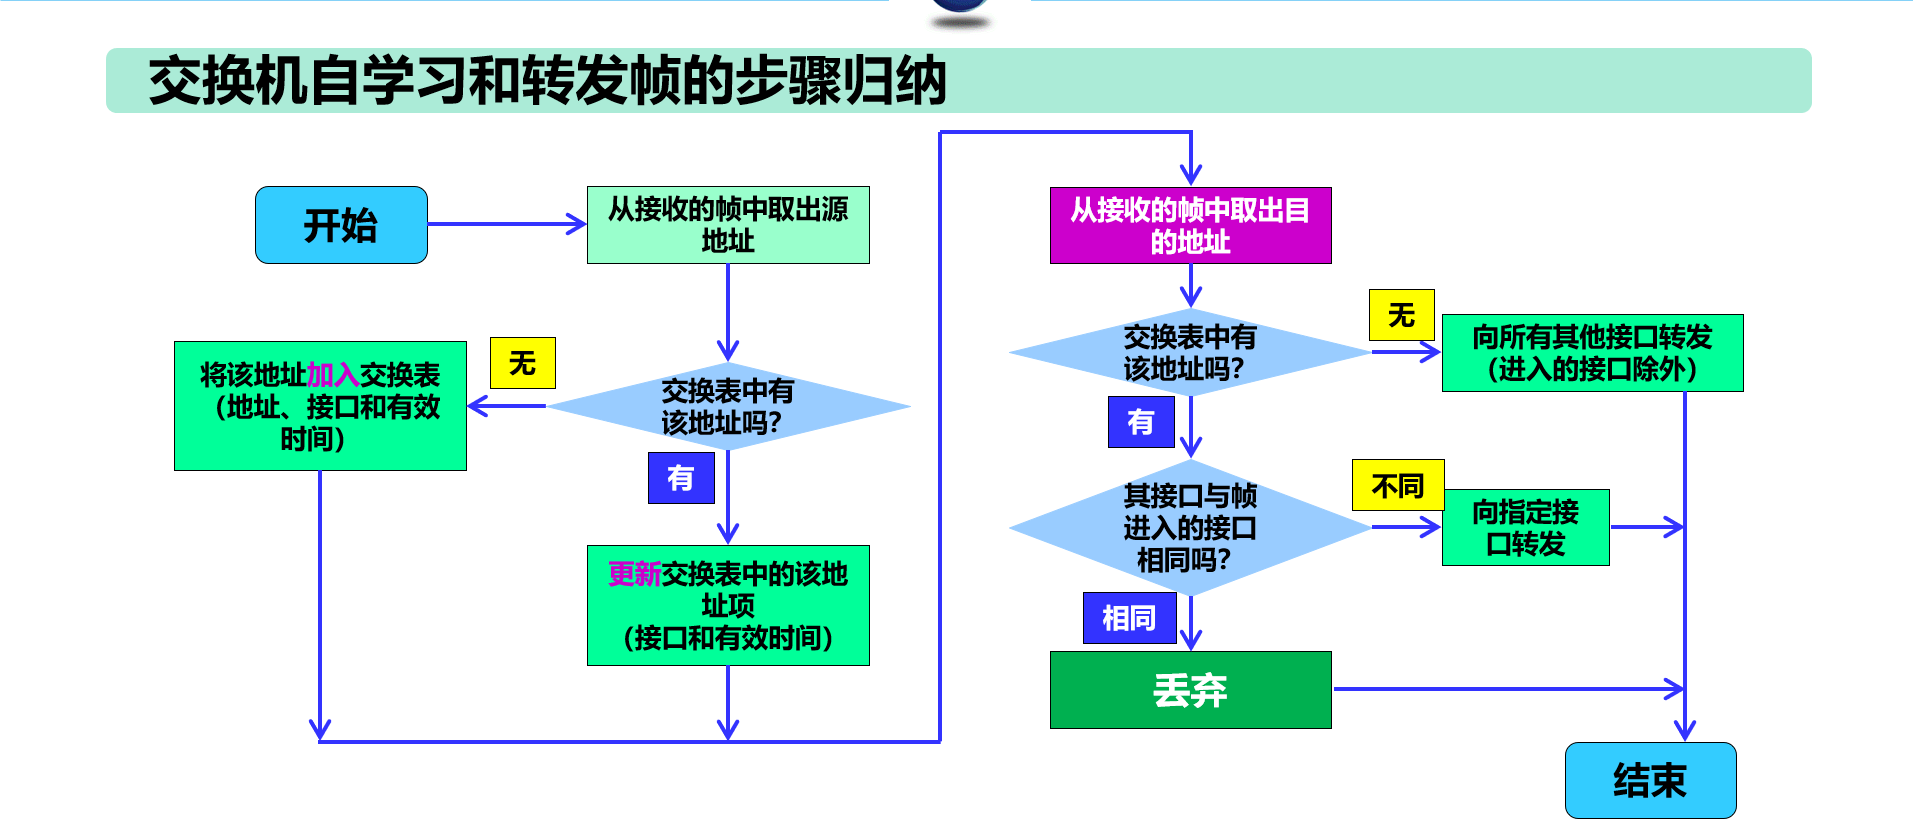 交换机自学习和转发帧的步骤归纳
开始
从接收的帧中取出源
地址
无
交换表中有
该地址吗？
将该地址加入交换表
（地址、接口和有效
时间）
有
更新交换表中的该地
址项
（接口和有效时间）
从接收的帧中取出目
的地址
交换表中有
该地址吗？
无
向所有其他接口转发
（进入的接口除外）
有
其接口与帧
进入的接口
相同吗？
不同
向指定接
口转发
相同
丢弃
结束